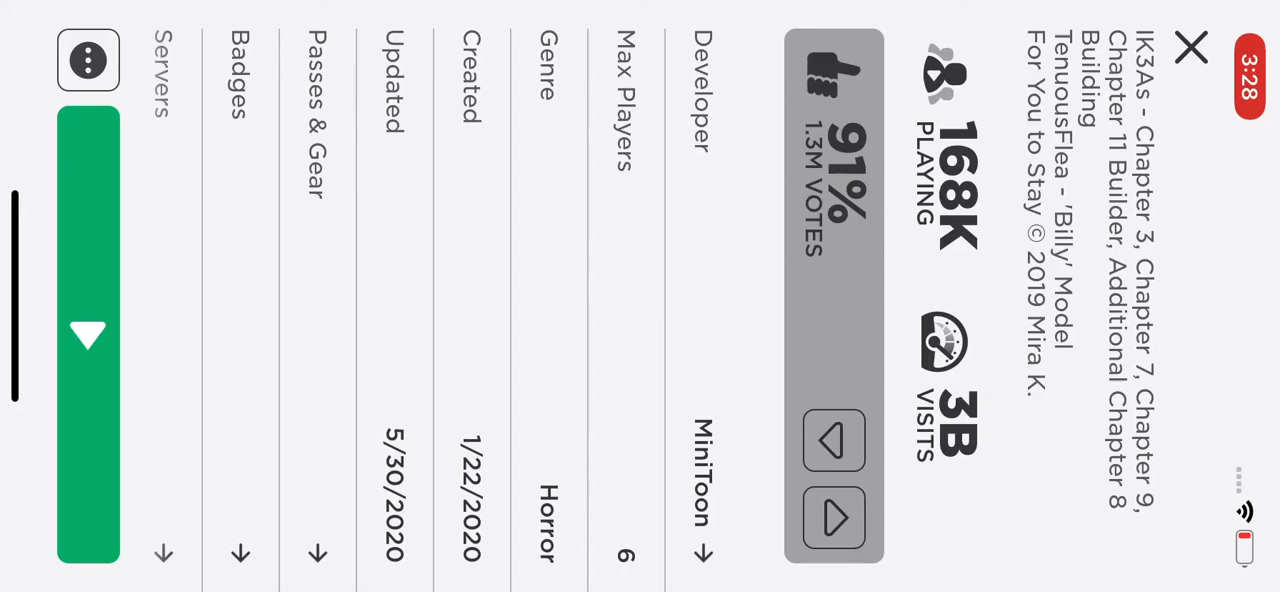 3:28
IK3As - Chapter 3, Chapter 7, Chapter 9,
Chapter 11 Builder, Additional Chapter 8
Building
TenuousFlea - 'Billy' Model
For You to Stay © 2019 Mira K.
168K
PLAYING
3B
VISITS
91%
1.3M VOTES
Developer MiniToon
Max Players 6
Genre Horror
Created 1/22/2020
Updated 5/30/2020
Passes & Gear
Badges
Servers